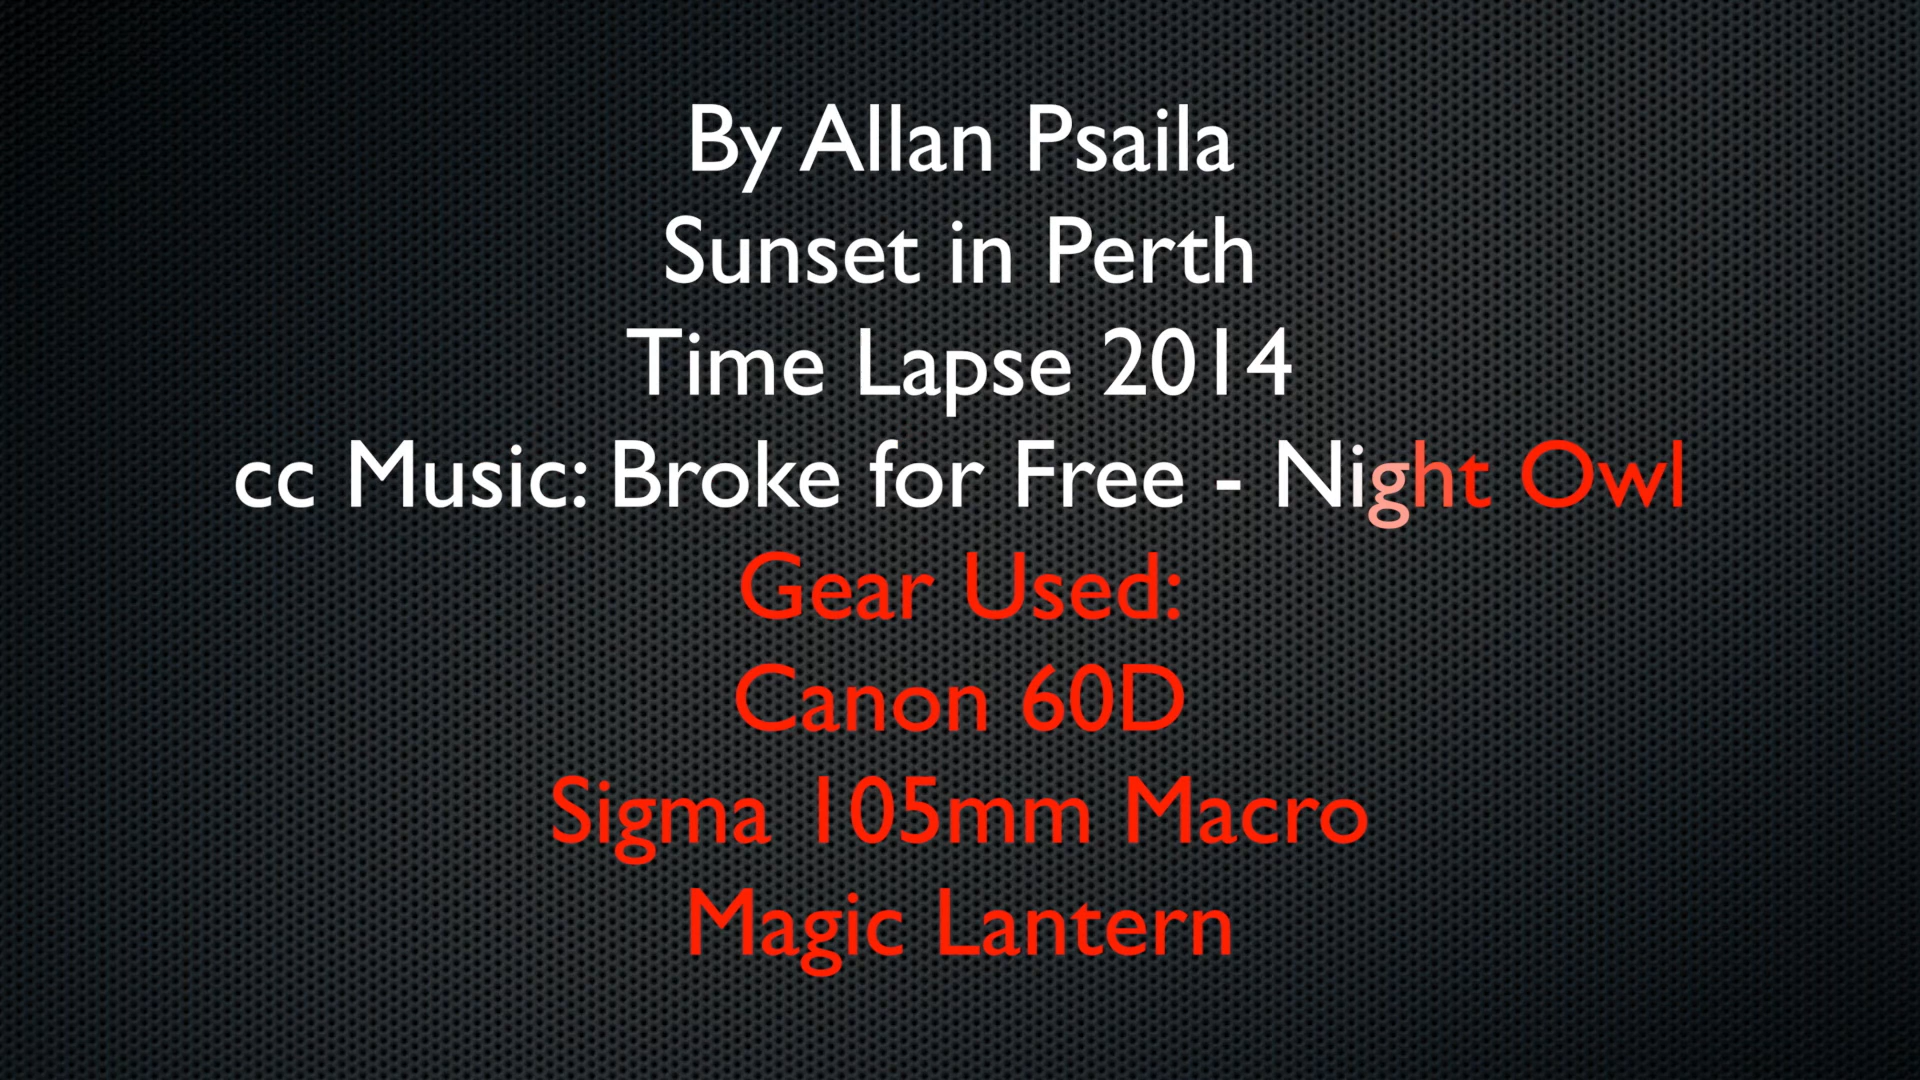 By Allan Psaila
Sunset in Perth
Time Lapse 2014
cc Music: Broke for Free - Night Owl
Gear Used:
Canon 60D
Sigma 105mm Macro
Magic Lantern